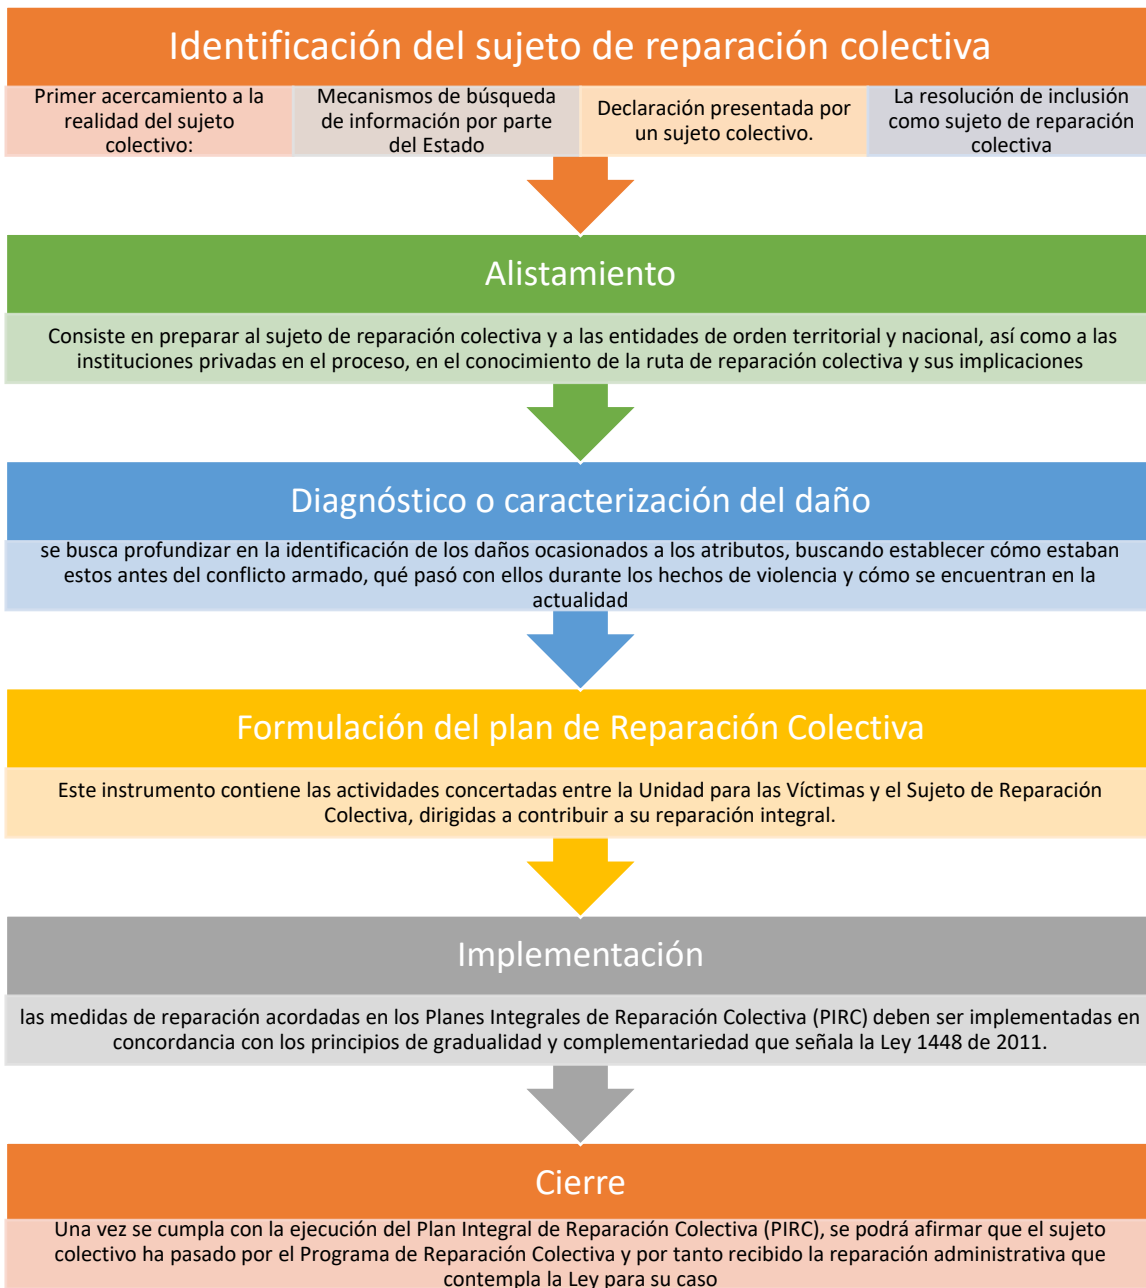 Identificación del sujeto de reparación colectiva
Primer acercamiento a la
realidad del sujeto
colectivo:
Mecanismos de búsqueda
de información por parte
del Estado
Declaración presentada por
un sujeto colectivo.
La resolución de inclusión
como sujeto de reparación
colectiva
Alistamiento
Consiste en preparar al sujeto de reparación colectiva y a las entidades de orden territorial y nacional, así como a las
instituciones privadas en el proceso, en el conocimiento de la ruta de reparación colectiva y sus implicaciones
Diagnóstico o caracterización del daño
se busca profundizar en la identificación de los daños ocasionados a los atributos, buscando establecer cómo estaban
estos antes del conflicto armado, qué pasó con ellos durante los hechos de violencia y cómo se encuentran en la
actualidad
Formulación del plan de Reparación Colectiva
Este instrumento contiene las actividades concertadas entre la Unidad para las Víctimas y el Sujeto de Reparación
Colectiva, dirigidas a contribuir a su reparación integral.
Implementación
las medidas de reparación acordadas en los Planes Integrales de Reparación Colectiva (PIRC) deben ser implementadas en
concordancia con los principios de gradualidad y complementariedad que señala la Ley 1448 de 2011.
Cierre
Una vez se cumpla con la ejecución del Plan Integral de Reparación Colectiva (PIRC), se podrá afirmar que el sujeto
colectivo ha pasado por el Programa de Reparación Colectiva y por tanto recibido la reparación administrativa que
contempla la Ley para su caso